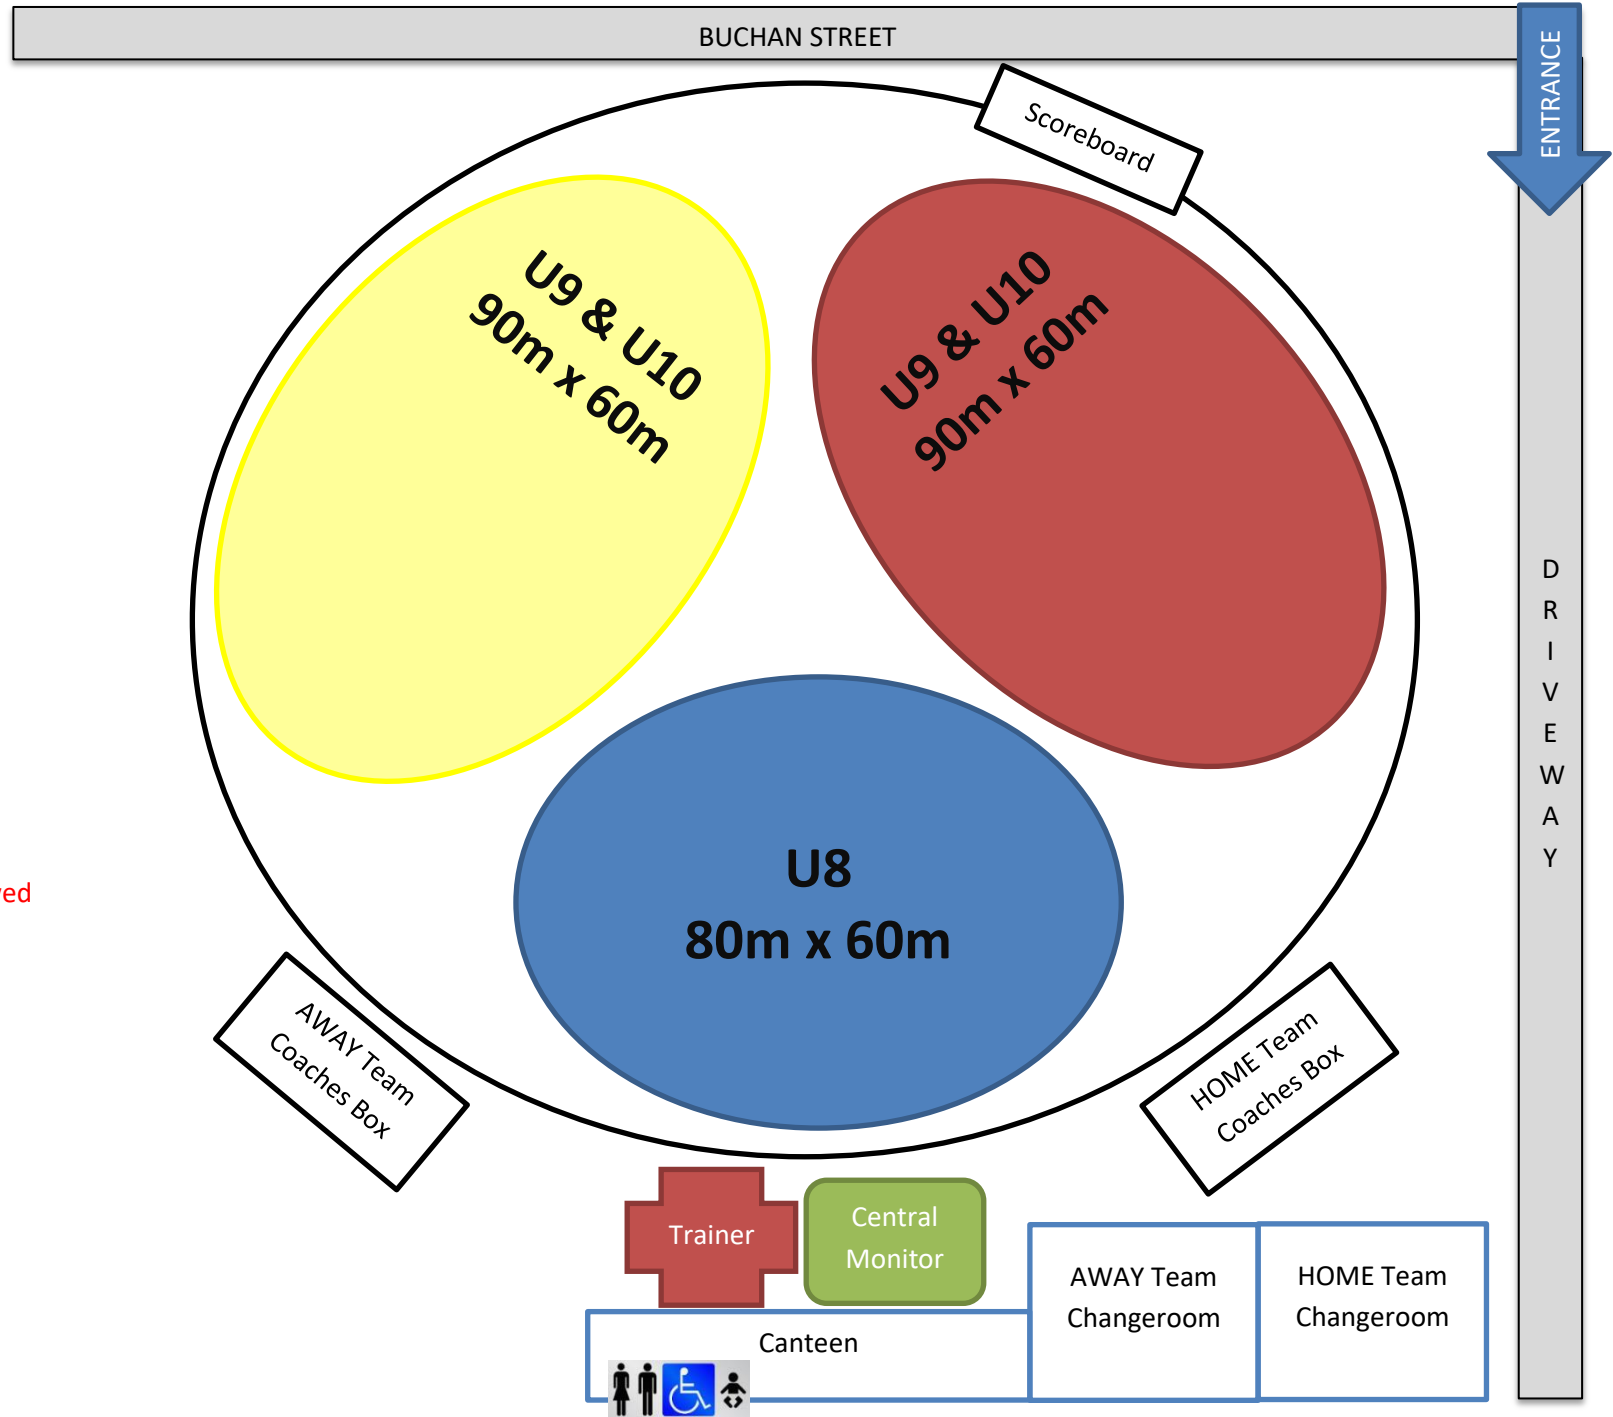 BUCHAN STREET
ENTRANCE
Scoreboard
U9 & U10
90m x 60m
U9 & U10
90m x 60m
D
R
I
V
E
W
A
Y
U8
80m x 60m
AWAY Team
Coaches Box
HOME Team
Coaches Box
Trainer
Central
Monitor
AWAY Team
Changeroom
HOME Team
Changeroom
Canteen